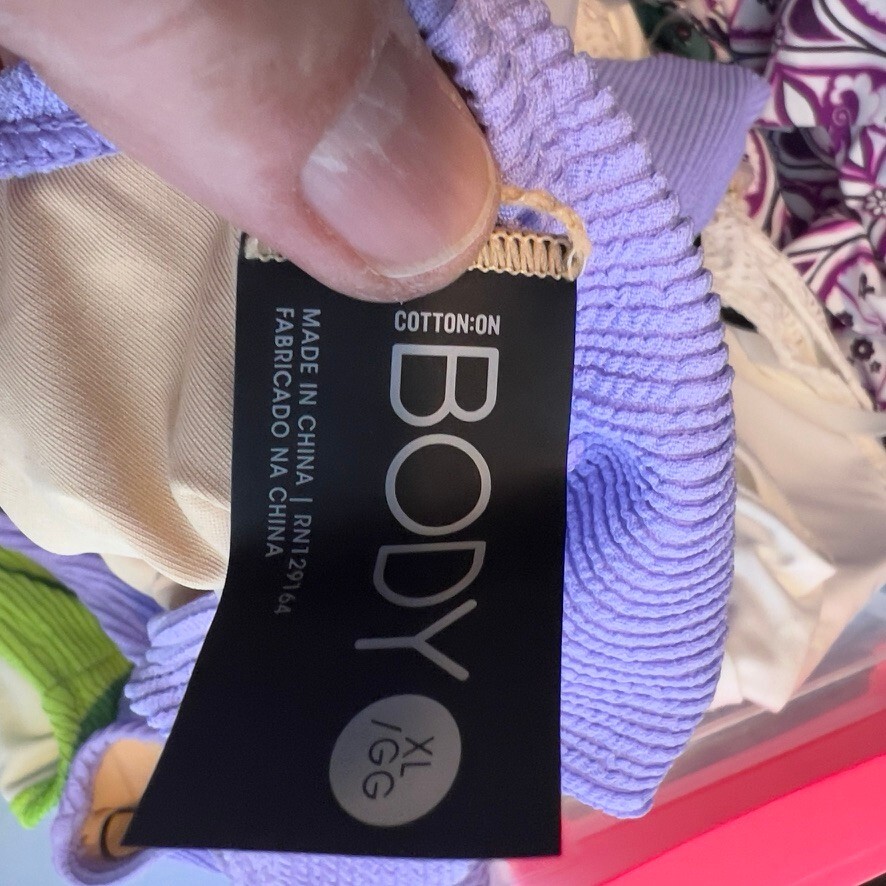 COTTON:ON
BODY
XL
/GG
MADE IN CHINA | RN129164
FABRICADO NA CHINA